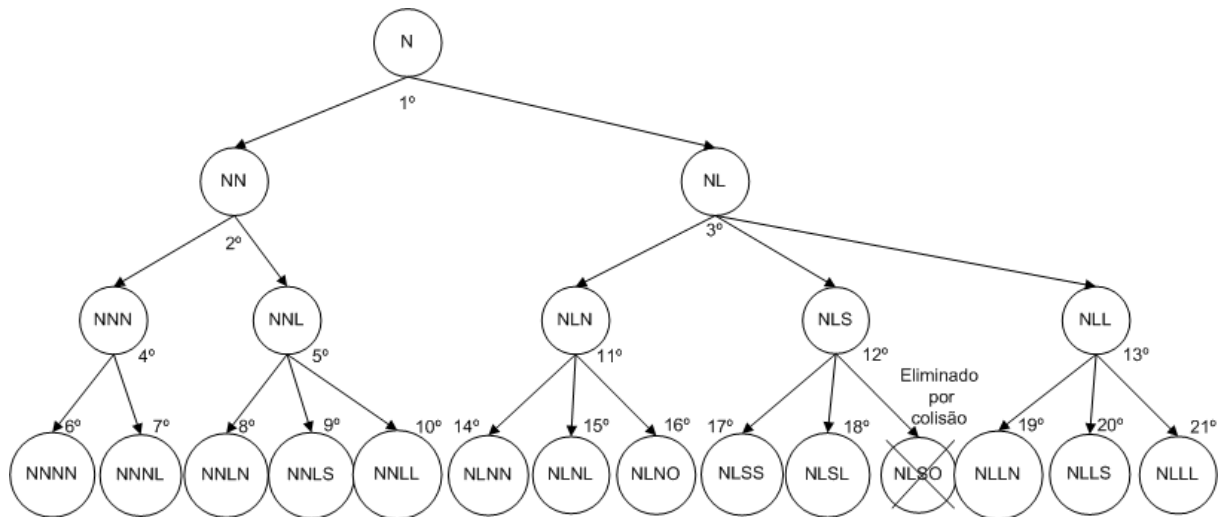 N
1º
NN
NL
2º
3º
NNN
NNL
NLN
NLS
NLL
4º
5º
11º
12º
13º
Eliminado
por
colisão
6º
7º
8º
9º
10º
14º
15º
16º
17º
18º
19º
20º
21º
NNNN
NNNL
NNLN
NNLS
NNLL
NLNN
NLNL
NLNO
NLSS
NLSL
NLSO
NLLN
NLLS
NLLL